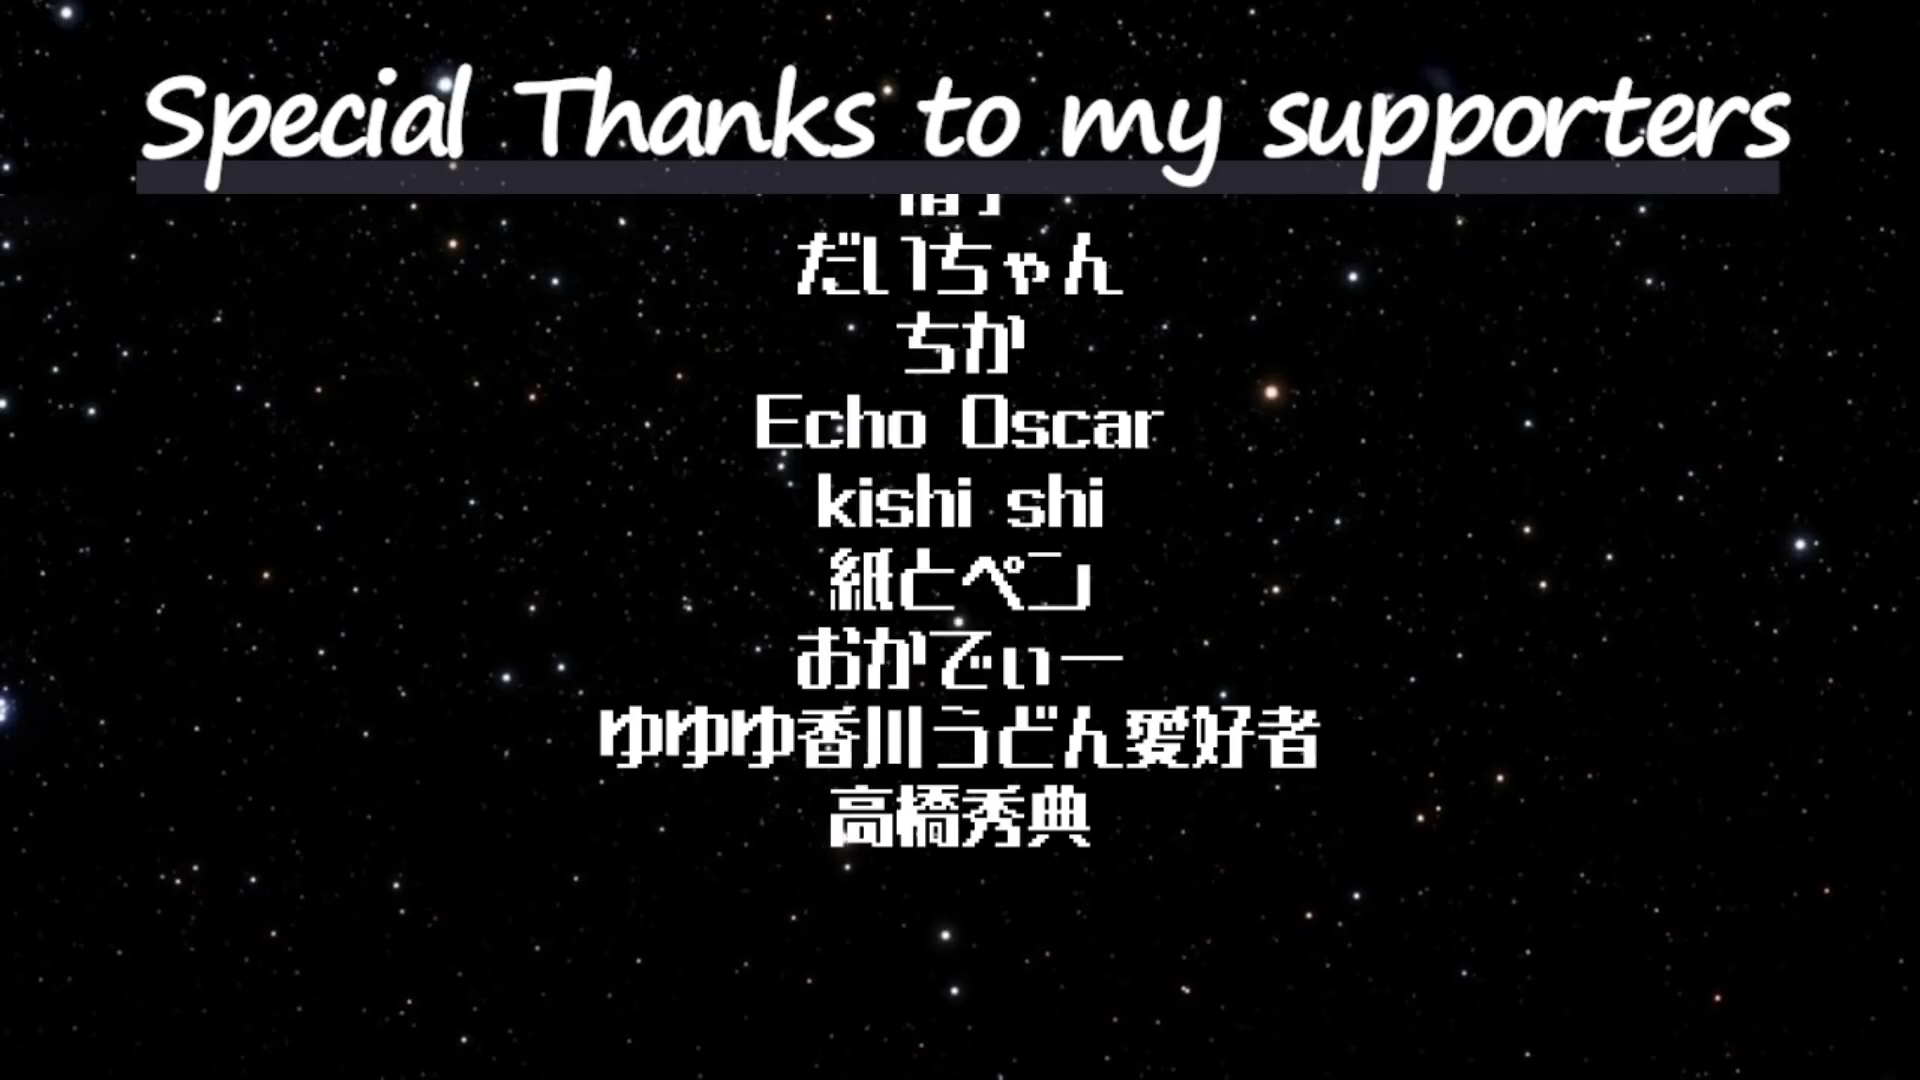 Special Thanks to my supporters
だいちゃん
ちか
Echo Oscar
kishi shi
紙とペン
おかでぃー
ゆゆゆ香川うどん愛好者
高橋秀典